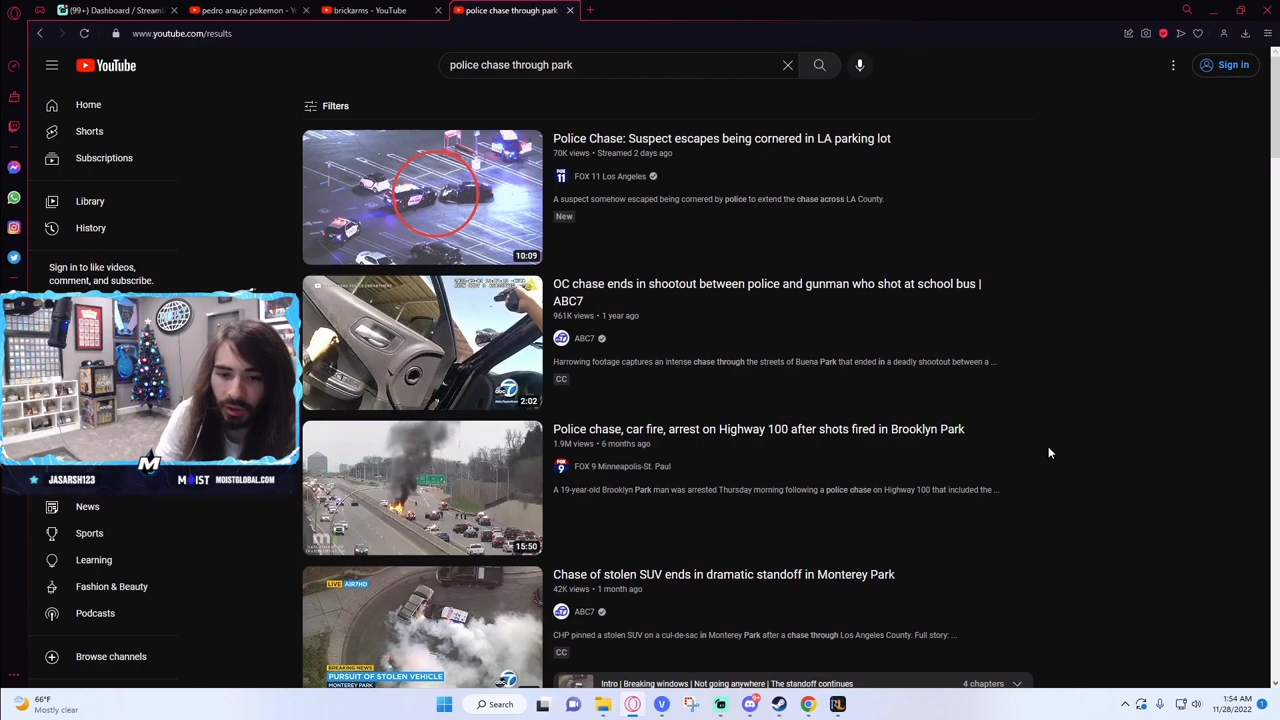 (99+) Dashboard / Streaml
pedro araujo pokemon - Yo
brickarms - YouTube
police chase through park
www.youtube.com/results
YouTube
police chase through park
Sign in
Home
Shorts
Subscriptions
Library
History
Sign in to like videos,
comment, and subscribe.
News
Sports
Learning
Fashion & Beauty
Podcasts
Browse channels
Filters
10:09
Police Chase: Suspect escapes being cornered in LA parking lot
70K views • Streamed 2 days ago
FOX 11 Los Angeles
A suspect somehow escaped being cornered by police to extend the chase across LA County.
New
2:02
OC chase ends in shootout between police and gunman who shot at school bus |
ABC7
961K views • 1 year ago
ABC7
Harrowing footage captures an intense chase through the streets of Buena Park that ended in a deadly shootout between a ...
CC
15:50
Police chase, car fire, arrest on Highway 100 after shots fired in Brooklyn Park
1.9M views • 6 months ago
FOX 9 Minneapolis-St. Paul
A 19-year-old Brooklyn Park man was arrested Thursday morning following a police chase on Highway 100 that included the ...
LIVE AIR7HD
BREAKING NEWS
PURSUIT OF STOLEN VEHICLE
MONTEREY PARK
Chase of stolen SUV ends in dramatic standoff in Monterey Park
42K views • 1 month ago
ABC7
CHP pinned a stolen SUV on a cul-de-sac in Monterey Park after a chase through Los Angeles County. Full story: ...
CC
Intro | Breaking windows | Not going anywhere | The standoff continues
4 chapters
JASARSH123
M
MOIST
MOISTGLOBAL.COM
66°F
Mostly clear
Search
1:54 AM
11/28/2022